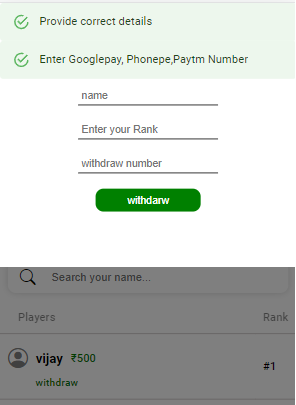 Provide correct details
Enter Googlepay, Phonepe,Paytm Number
name
Enter your Rank
withdraw number
withdarw
Search your name...
Players Rank
vijay ₹500 #1
withdraw